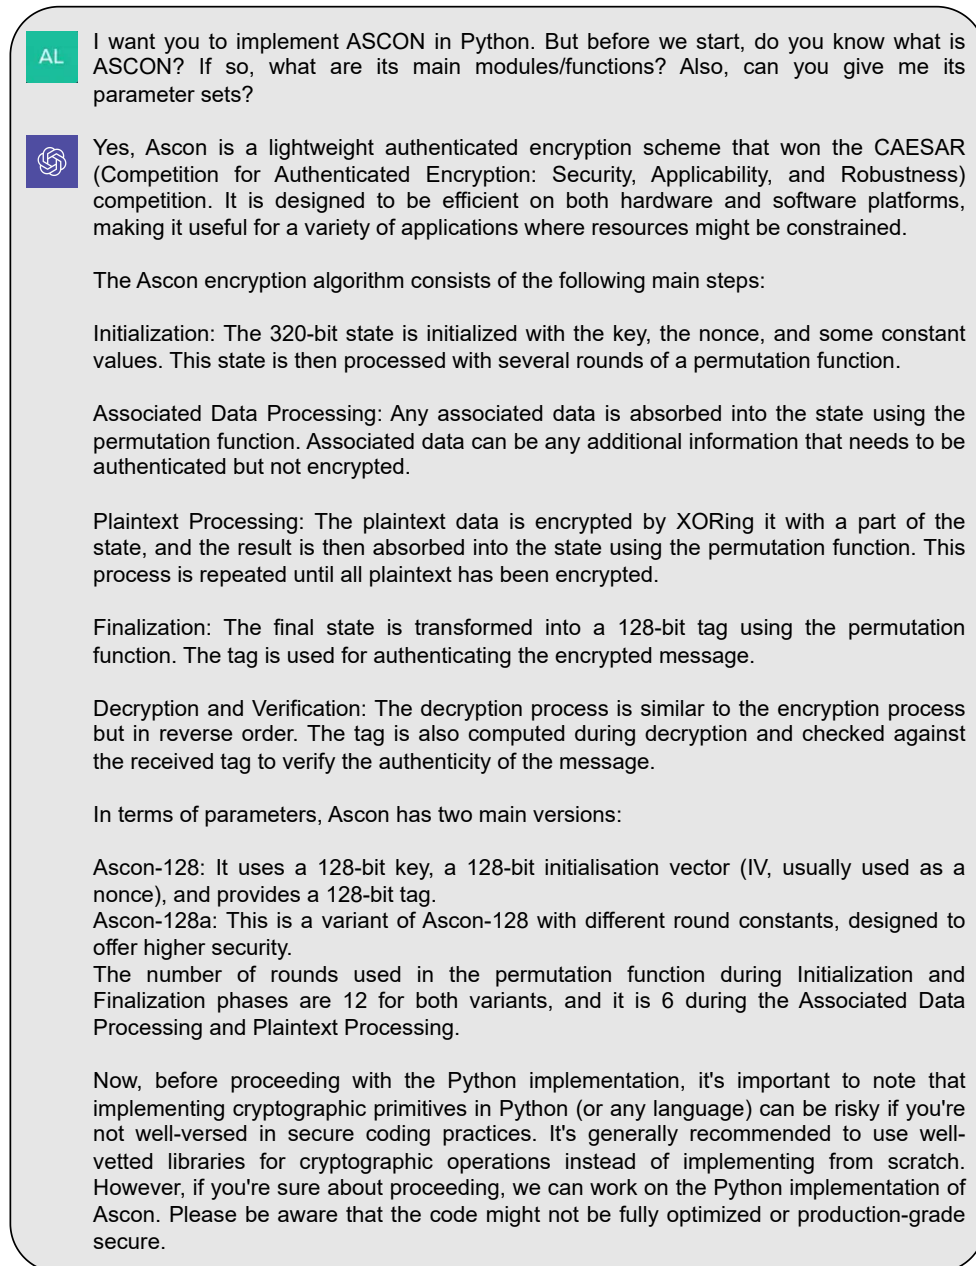 AL
I want you to implement ASCON in Python. But before we start, do you know what is
ASCON? If so, what are its main modules/functions? Also, can you give me its
parameter sets?
Yes, Ascon is a lightweight authenticated encryption scheme that won the CAESAR
(Competition for Authenticated Encryption: Security, Applicability, and Robustness)
competition. It is designed to be efficient on both hardware and software platforms,
making it useful for a variety of applications where resources might be constrained.
The Ascon encryption algorithm consists of the following main steps:
Initialization: The 320-bit state is initialized with the key, the nonce, and some constant
values. This state is then processed with several rounds of a permutation function.
Associated Data Processing: Any associated data is absorbed into the state using the
permutation function. Associated data can be any additional information that needs to be
authenticated but not encrypted.
Plaintext Processing: The plaintext data is encrypted by XORing it with a part of the
state, and the result is then absorbed into the state using the permutation function. This
process is repeated until all plaintext has been encrypted.
Finalization: The final state is transformed into a 128-bit tag using the permutation
function. The tag is used for authenticating the encrypted message.
Decryption and Verification: The decryption process is similar to the encryption process
but in reverse order. The tag is also computed during decryption and checked against
the received tag to verify the authenticity of the message.
In terms of parameters, Ascon has two main versions:
Ascon-128: It uses a 128-bit key, a 128-bit initialisation vector (IV, usually used as a
nonce), and provides a 128-bit tag.
Ascon-128a: This is a variant of Ascon-128 with different round constants, designed to
offer higher security.
The number of rounds used in the permutation function during Initialization and
Finalization phases are 12 for both variants, and it is 6 during the Associated Data
Processing and Plaintext Processing.
Now, before proceeding with the Python implementation, it's important to note that
implementing cryptographic primitives in Python (or any language) can be risky if you're
not well-versed in secure coding practices. It's generally recommended to use well-
vetted libraries for cryptographic operations instead of implementing from scratch.
However, if you're sure about proceeding, we can work on the Python implementation of
Ascon. Please be aware that the code might not be fully optimized or production-grade
secure.